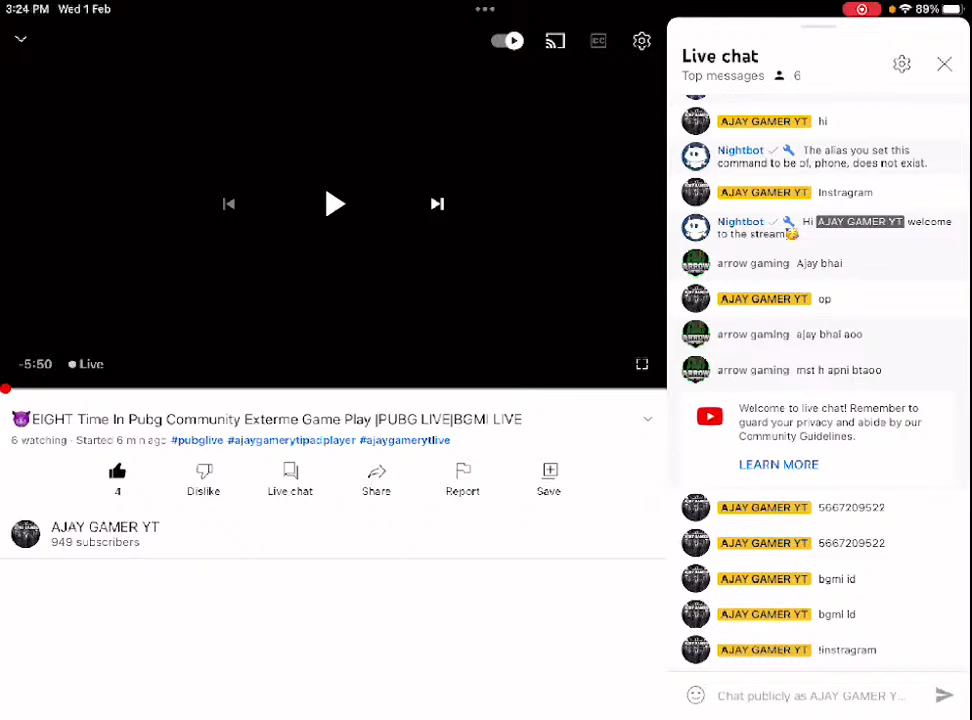 3:24 PM Wed 1 Feb
89%
CC
-5:50 Live
😈EIGHT Time In Pubg Community Exterme Game Play |PUBG LIVE|BGMI LIVE
6 watching · Started 6 min ago #pubglive #ajaygamerytipadplayer #ajaygamerytlive
4 Dislike Live chat Share Report Save
AJAY GAMER YT
949 subscribers
Live chat
Top messages 6
AJAY GAMER YT hi
Nightbot The alias you set this
command to be of, phone, does not exist.
AJAY GAMER YT Instragram
Nightbot Hi AJAY GAMER YT welcome
to the stream🥳
arrow gaming Ajay bhai
AJAY GAMER YT op
arrow gaming ajay bhai aoo
arrow gaming mst h apni btaoo
Welcome to live chat! Remember to
guard your privacy and abide by our
Community Guidelines.
LEARN MORE
AJAY GAMER YT 5667209522
AJAY GAMER YT 5667209522
AJAY GAMER YT bgmi id
AJAY GAMER YT bgmi id
AJAY GAMER YT !instragram
Chat publicly as AJAY GAMER Y...